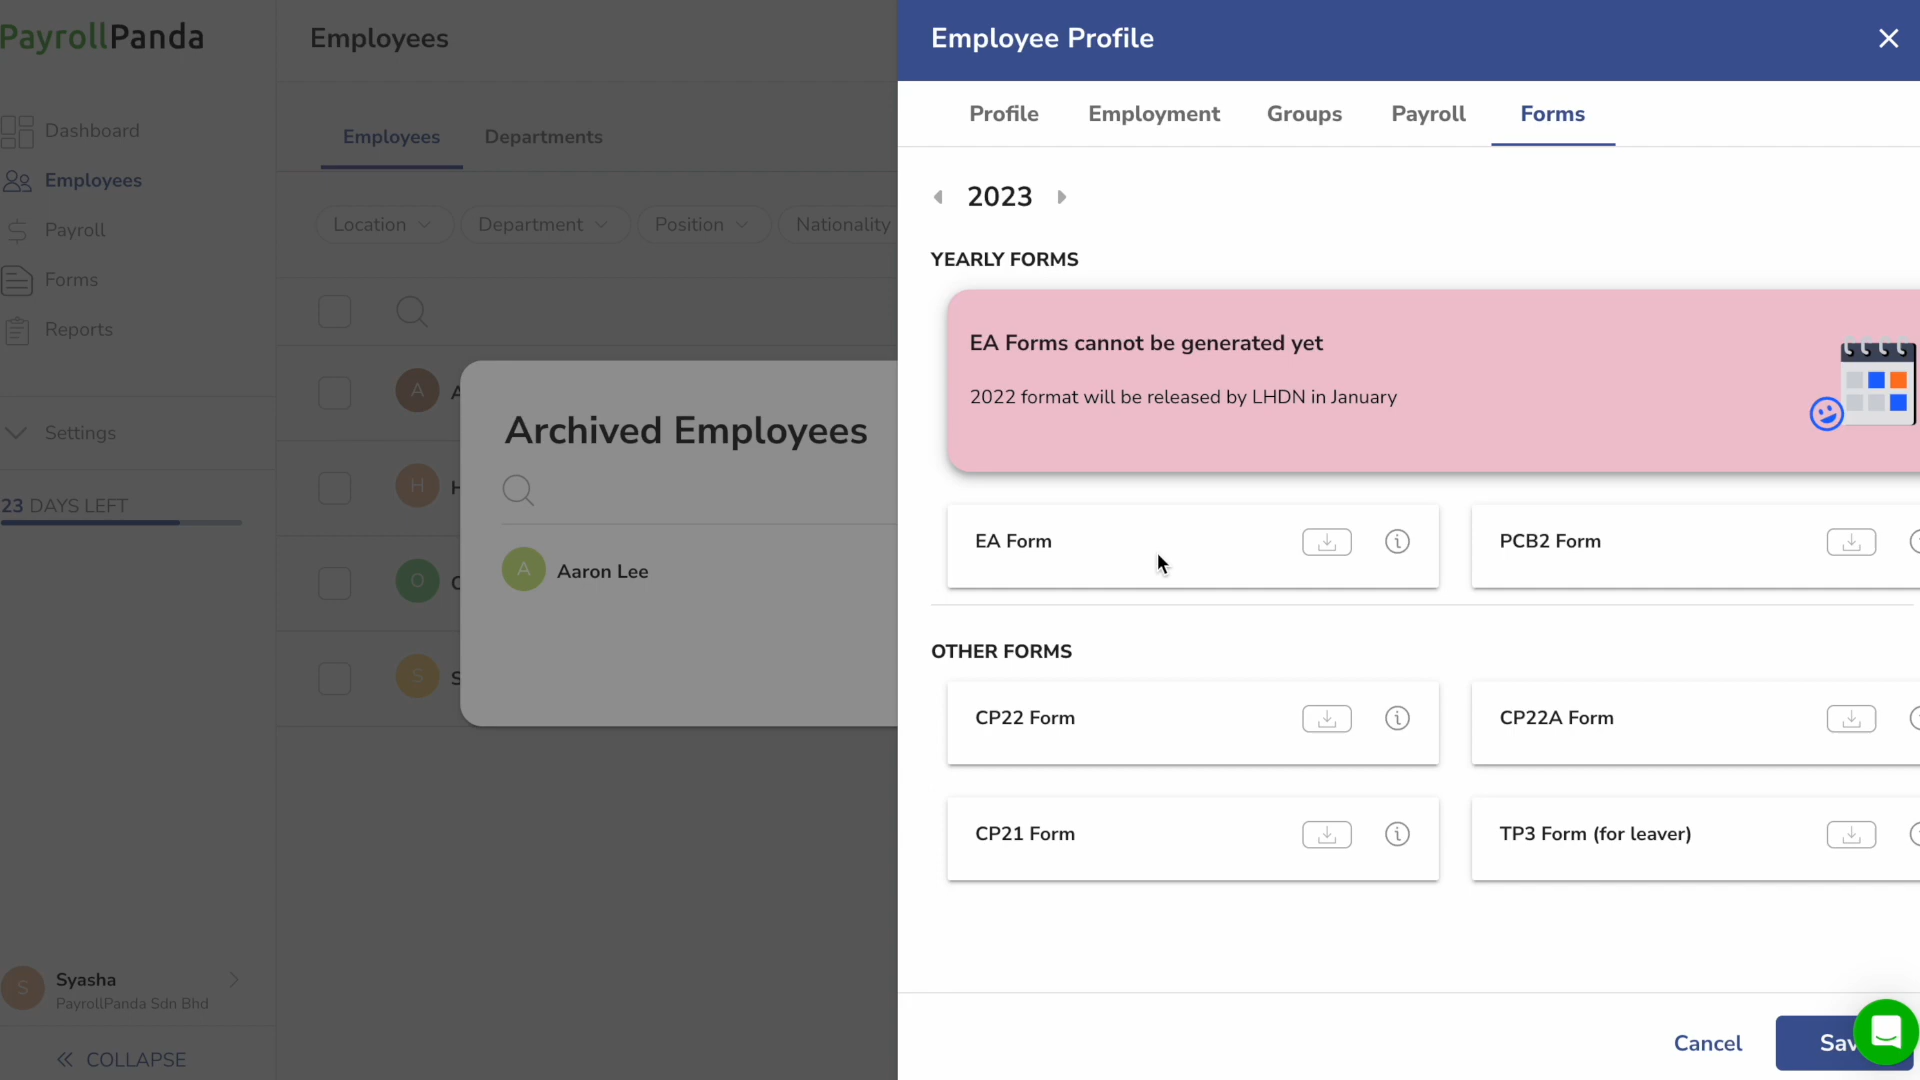 PayrollPanda
Dashboard
Employees
Payroll
Forms
Reports
Settings
23 DAYS LEFT
Syasha
PayrollPanda Sdn Bhd
COLLAPSE
Employees
Employees Departments
Location Department Position Nationality
A A
H H
O
S S
Archived Employees
A Aaron Lee
Employee Profile
Profile Employment Groups Payroll Forms
2023
YEARLY FORMS
EA Forms cannot be generated yet
2022 format will be released by LHDN in January
EA Form PCB2 Form
OTHER FORMS
CP22 Form CP22A Form
CP21 Form TP3 Form (for leaver)
Cancel